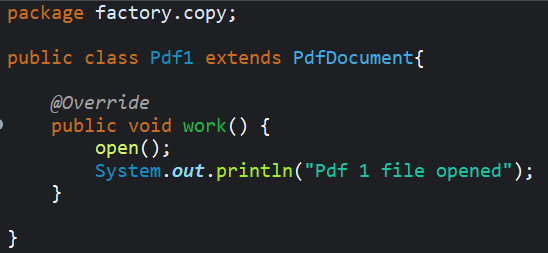 package factory.copy;
public class Pdf1 extends PdfDocument{
@Override
public void work() {
open();
System.out.println("Pdf 1 file opened");
}
}